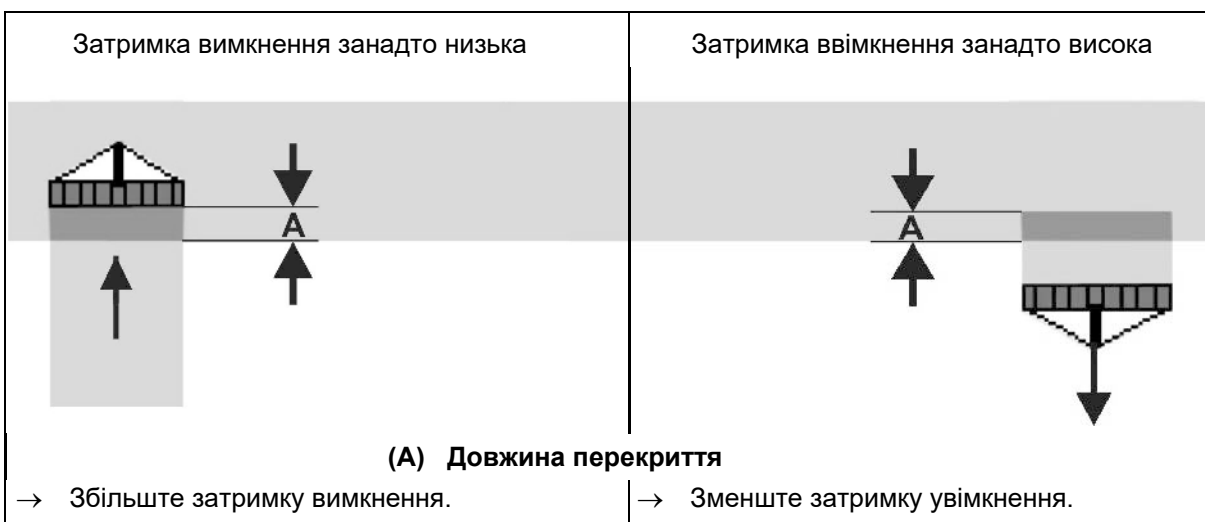 Затримка вимкнення занадто низька
Затримка ввімкнення занадто висока
A
A
(A) Довжина перекриття
→ Збільште затримку вимкнення.
→ Зменште затримку увімкнення.